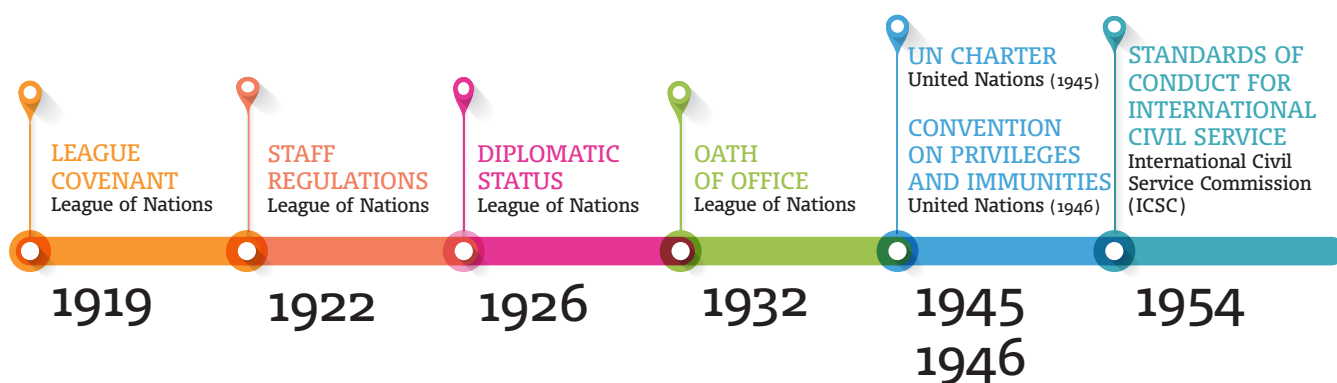 LEAGUE
COVENANT
League of Nations
1919
STAFF
REGULATIONS
League of Nations
1922
DIPLOMATIC
STATUS
League of Nations
1926
OATH
OF OFFICE
League of Nations
1932
UN CHARTER
United Nations (1945)
CONVENTION
ON PRIVILEGES
AND IMMUNITIES
United Nations (1946)
1945
1946
STANDARDS OF
CONDUCT FOR
INTERNATIONAL
CIVIL SERVICE
International Civil
Service Commission
(ICSC)
1954